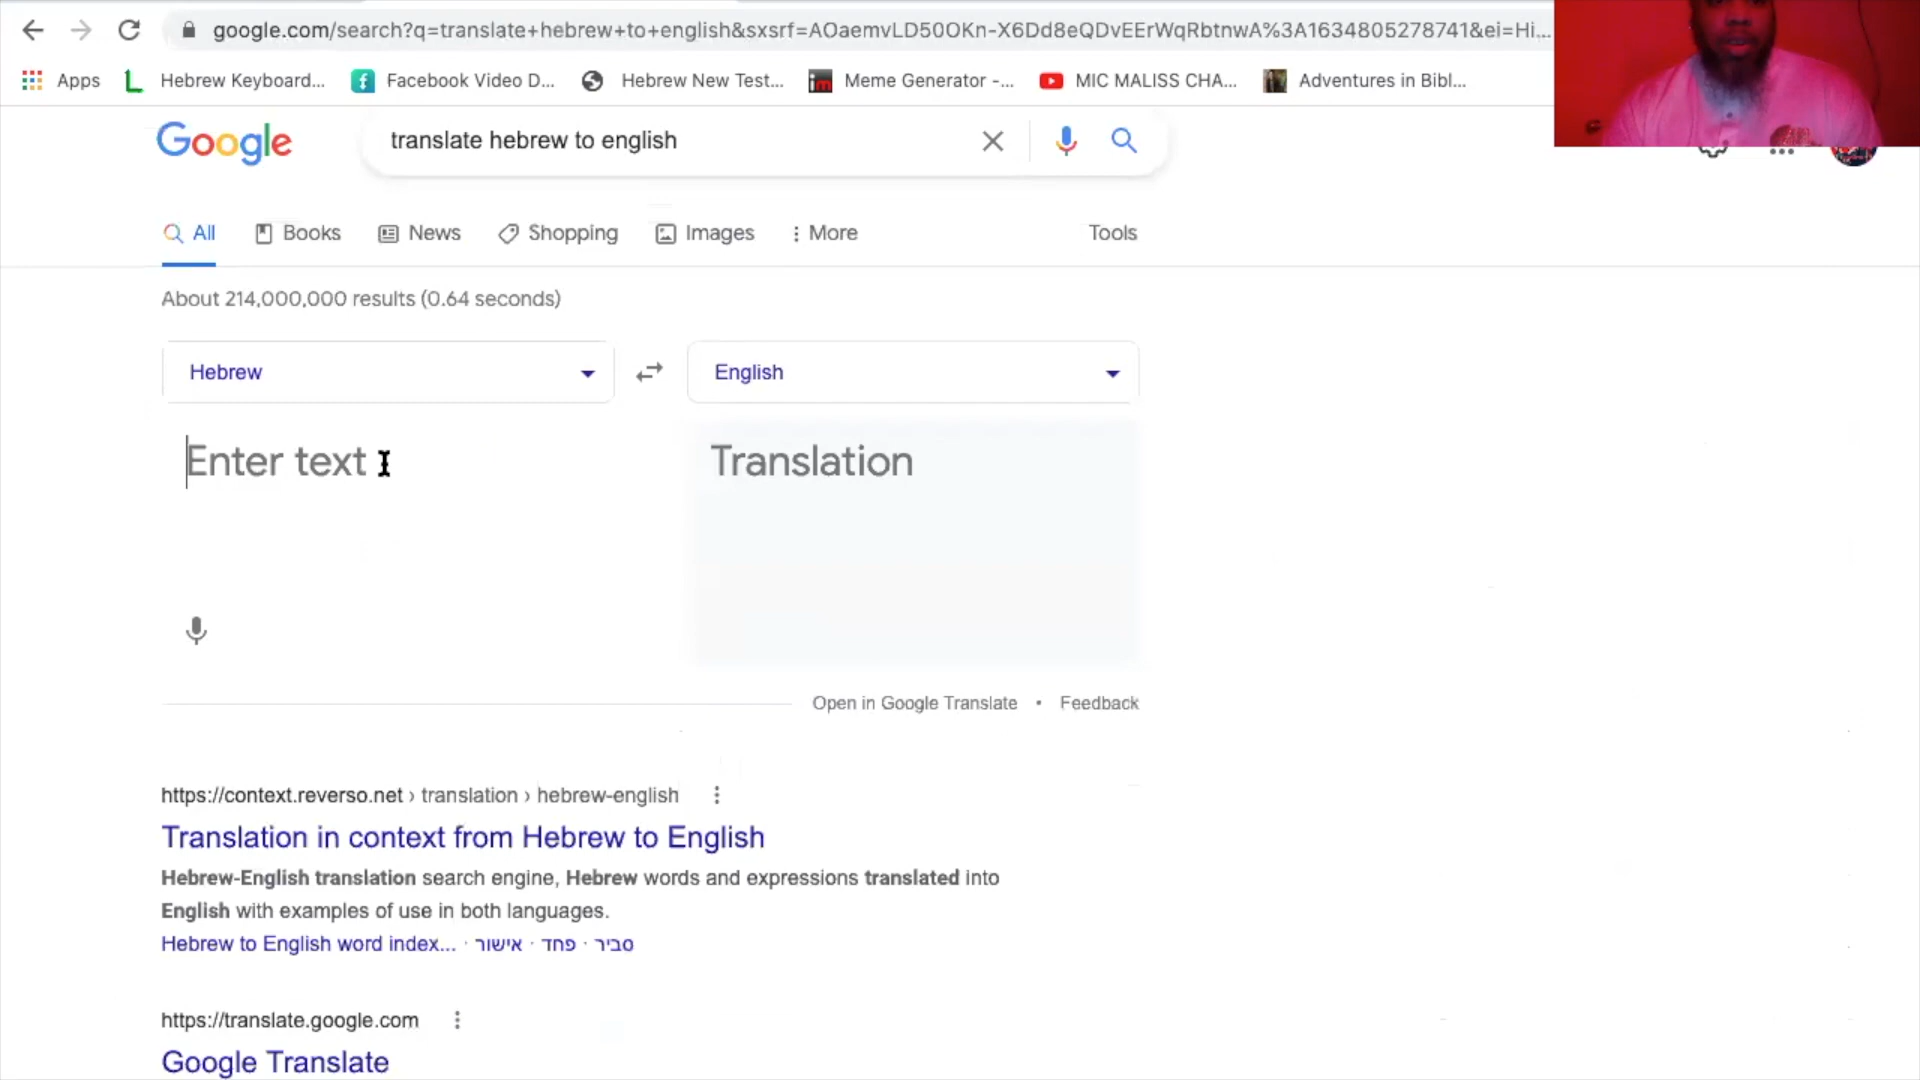 google.com/search?q=translate+hebrew+to+english&sxsrf=AOaemvLD50OKn-X6Dd8eQDvEErWqRbtnwA%3A1634805278741&ei=Hi...
Apps Hebrew Keyboard... Facebook Video D... Hebrew New Test... Meme Generator -... MIC MALISS CHA... Adventures in Bibl...
Google translate hebrew to english
All Books News Shopping Images More Tools
About 214,000,000 results (0.64 seconds)
Hebrew English
Enter text Translation
Open in Google Translate • Feedback
https://context.reverso.net › translation › hebrew-english
Translation in context from Hebrew to English
Hebrew-English translation search engine, Hebrew words and expressions translated into
English with examples of use in both languages.
Hebrew to English word index... · סביר · פחד · אישור
https://translate.google.com
Google Translate